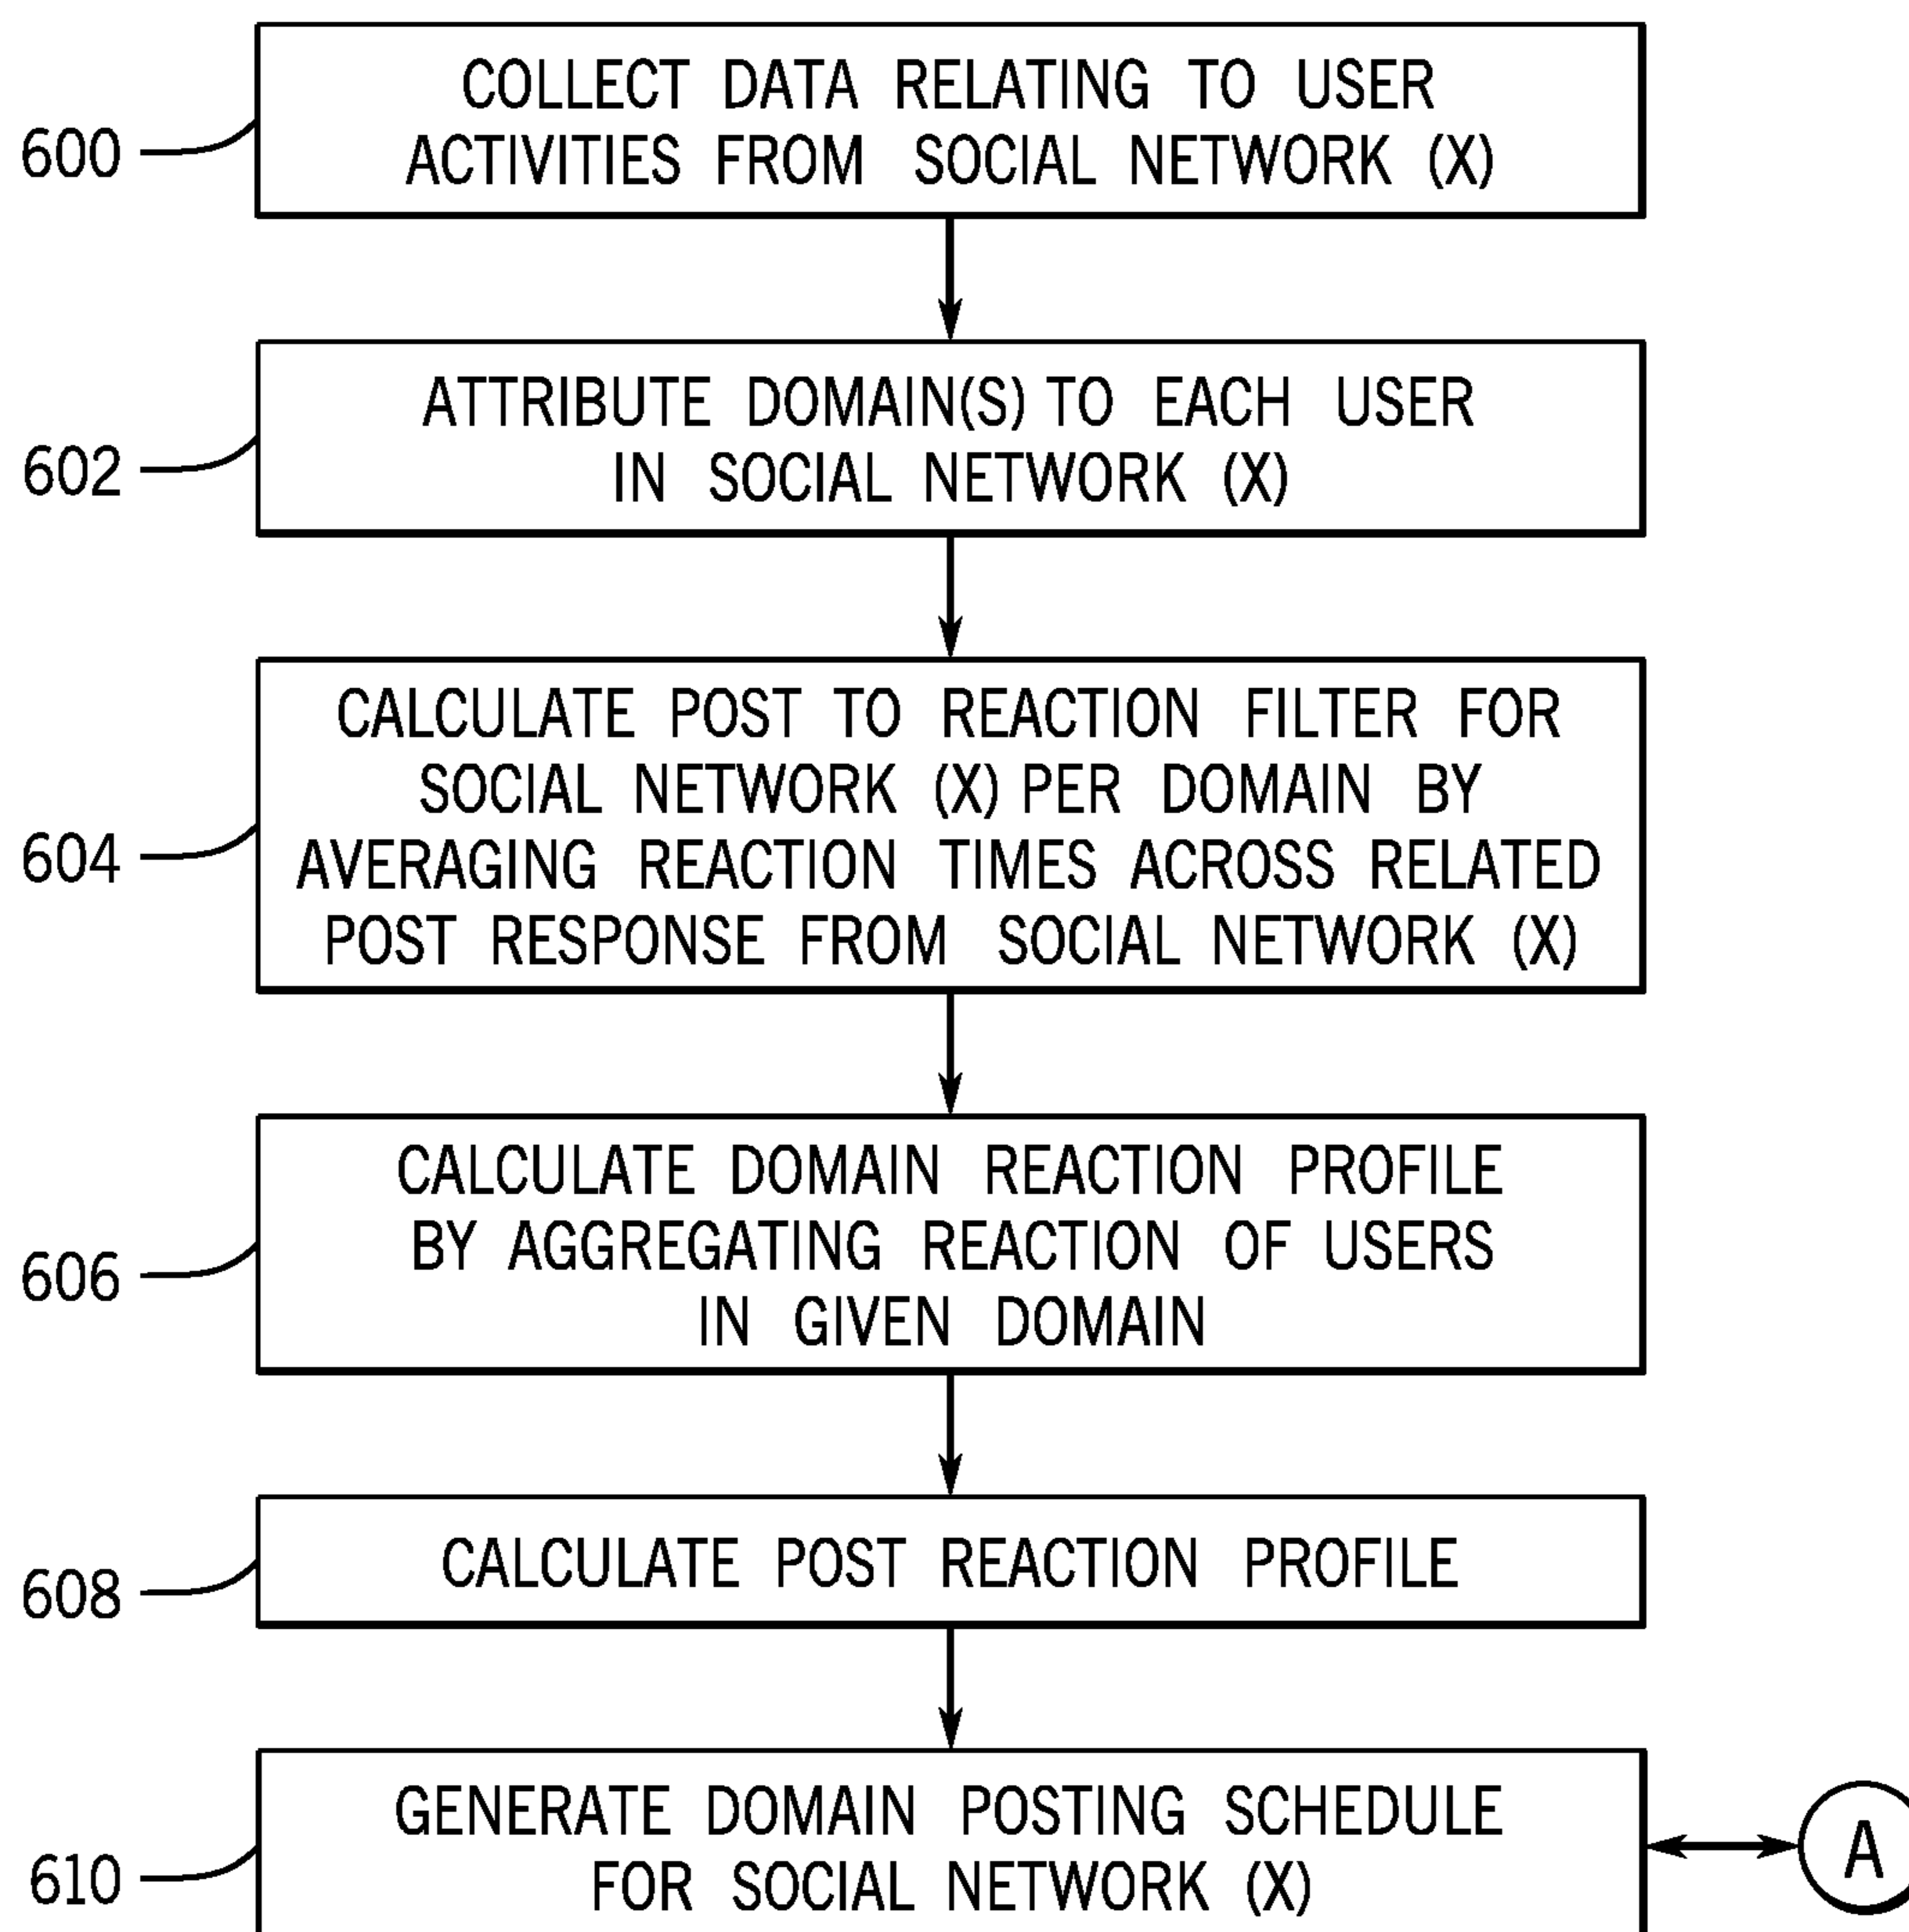 COLLECT DATA RELATING TO USER
ACTIVITIES FROM SOCIAL NETWORK (X)
600
ATTRIBUTE DOMAIN(S) TO EACH USER
IN SOCIAL NETWORK (X)
602
CALCULATE POST TO REACTION FILTER FOR
SOCIAL NETWORK (X) PER DOMAIN BY
AVERAGING REACTION TIMES ACROSS RELATED
POST RESPONSE FROM SOCIAL NETWORK (X)
604
CALCULATE DOMAIN REACTION PROFILE
BY AGGREGATING REACTION OF USERS
IN GIVEN DOMAIN
606
CALCULATE POST REACTION PROFILE
608
GENERATE DOMAIN POSTING SCHEDULE
FOR SOCIAL NETWORK (X)
610
A